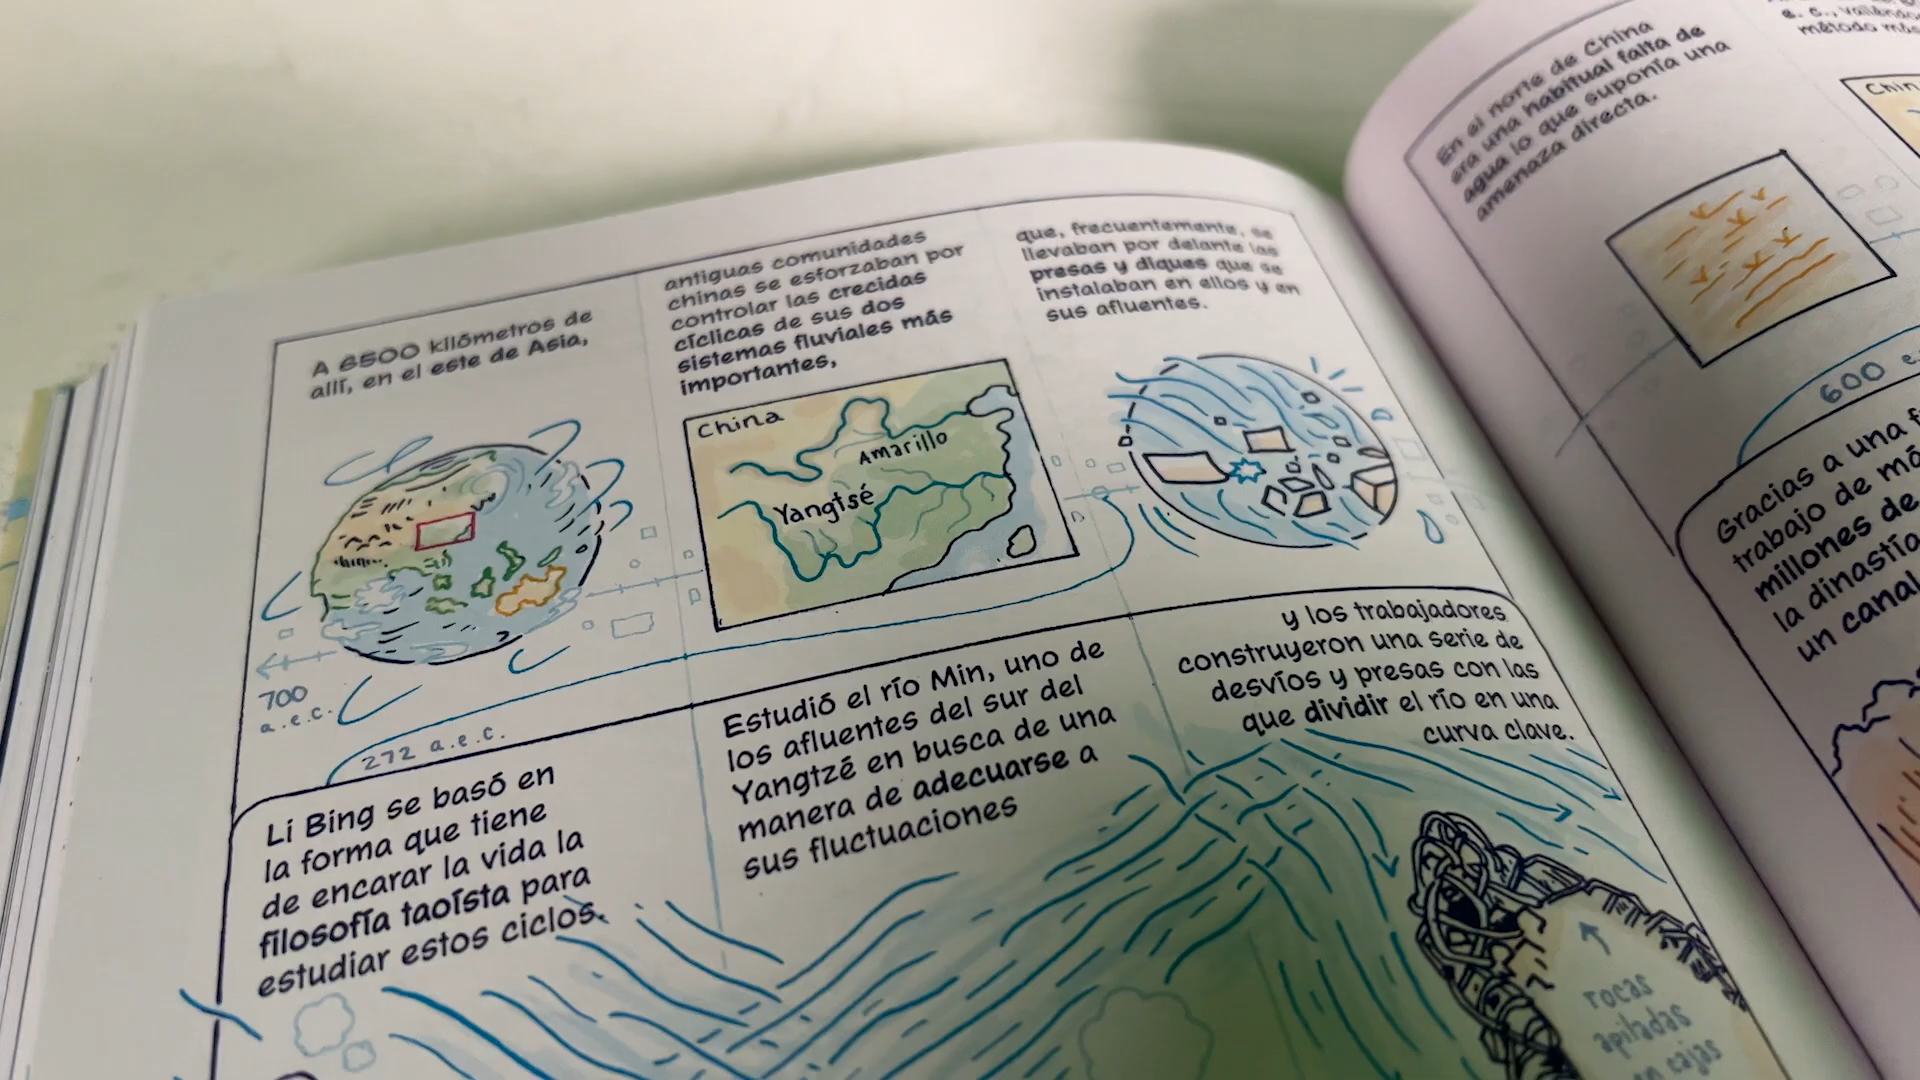 A 6500 kilómetros de
allí, en el este de Asia,
antiguas comunidades
chinas se esforzaban por
controlar las crecidas
cíclicas de sus dos
sistemas fluviales más
importantes,
que, frecuentemente, se
llevaban por delante las
presas y diques que se
instalaban en ellos y en
sus afluentes.
China
Amarillo
Yangtsé
700
a.e.c.
272 a.e.c.
Li Bing se basó en
la forma que tiene
de encarar la vida la
filosofía taoísta para
estudiar estos ciclos.
Estudió el río Min, uno de
los afluentes del sur del
Yangtzé en busca de una
manera de adecuarse a
sus fluctuaciones
y los trabajadores
construyeron una serie de
desvíos y presas con las
que dividir el río en una
curva clave.
rocas
apiladas
en cajas
En el norte de China
era una habitual falta de
agua lo que suponía una
amenaza directa.
e. c.,
método
600
Gracias a una
trabajo de
millones de
la dinastía
un canal